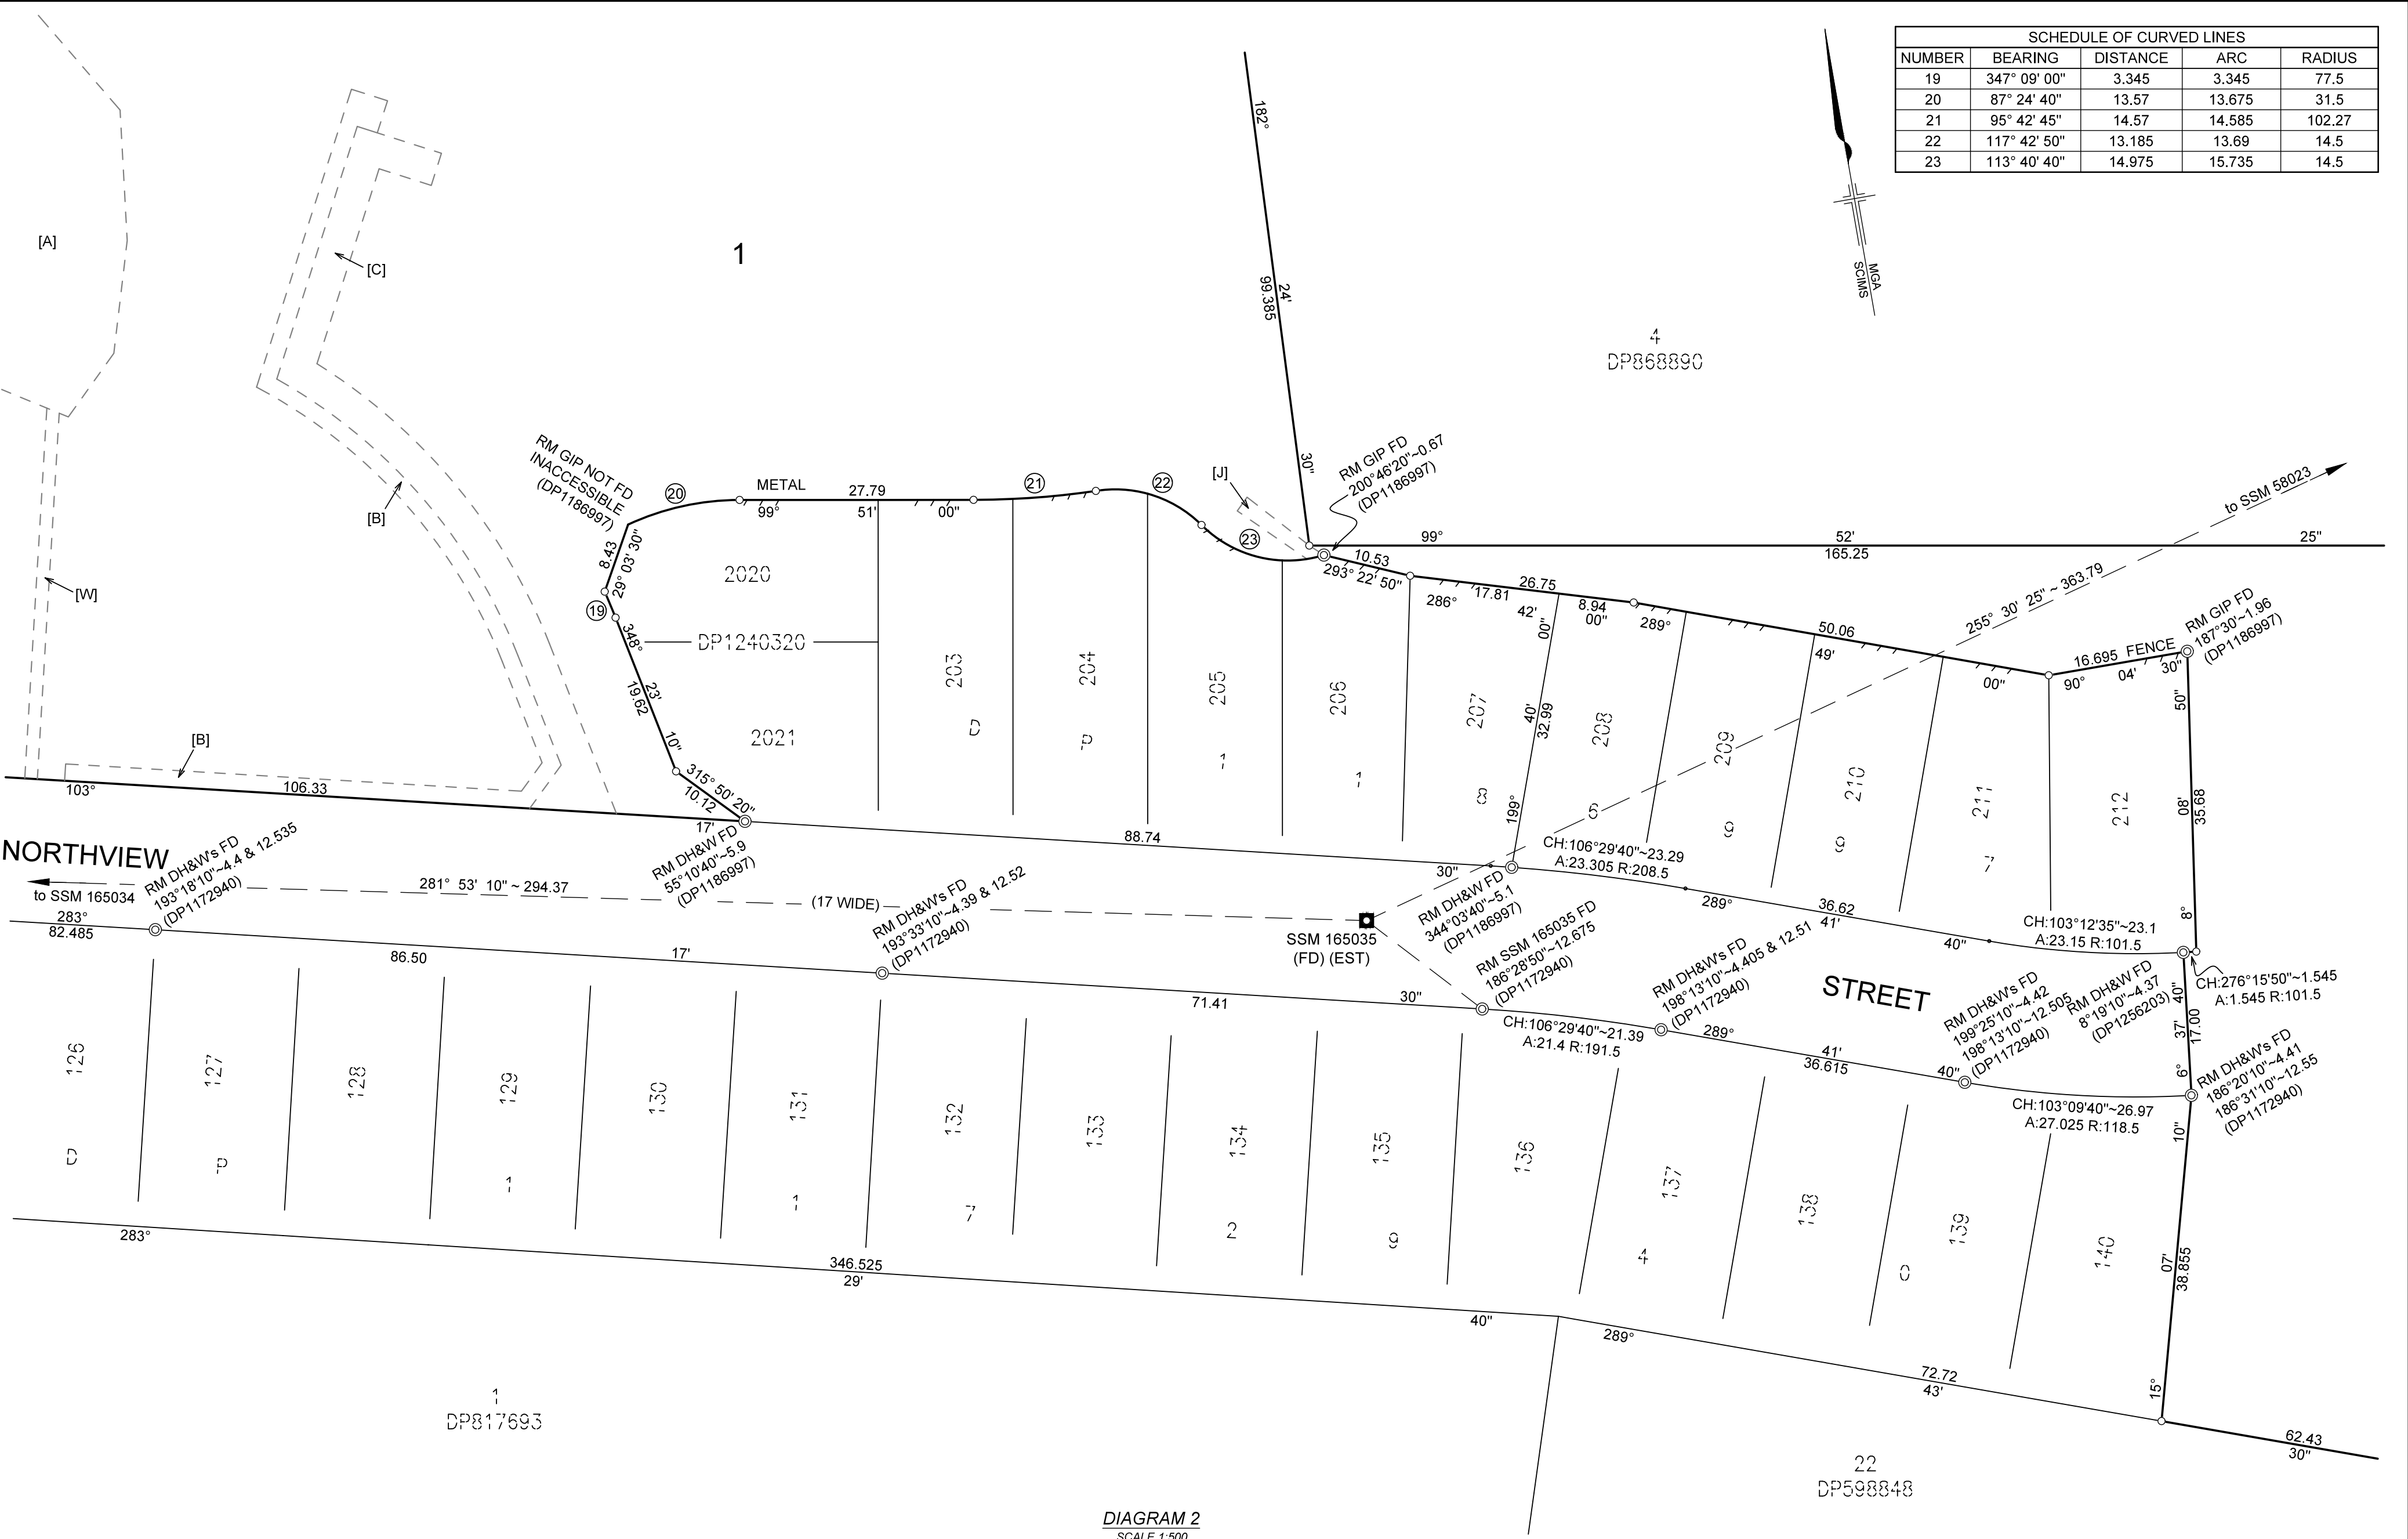 SCHEDULE OF CURVED LINES
NUMBER BEARING DISTANCE ARC RADIUS
19 347° 09' 00" 3.345 3.345 77.5
20 87° 24' 40" 13.57 13.675 31.5
21 95° 42' 45" 14.57 14.585 102.27
22 117° 42' 50" 13.185 13.69 14.5
23 113° 40' 40" 14.975 15.735 14.5
MGA
SCIMS
[A]
[C]
1
182°
24'
99.385
30"
4
DP868890
RM GIP NOT FD
INACCESSIBLE
(DP1186997)
20
METAL
27.79
99° 51' 00"
21
22
[J]
23
RM GIP FD
200°46'20"~0.67
(DP1186997)
to SSM 58023
99° 52' 25"
165.25
[B]
[W]
8.43
29° 03' 30"
19
348° 23' 10"
19.62
315° 50' 20"
10.12
2020
DP1240320
2021
203
204
205
206
207
208
209
210
211
212
D P 1 1 8 6 9 9 7
10.53
293° 22' 50"
26.75
17.81
8.94
286° 42' 00"
289° 49' 00"
50.06
255° 30' 25" ~ 363.79
16.695 FENCE
90° 04' 30"
RM GIP FD
187°30'~1.96
(DP1186997)
199° 40' 00"
32.99
8° 08' 50"
35.68
[B]
103° 17' 30"
106.33
88.74
NORTHVIEW
STREET
to SSM 165034
281° 53' 10" ~ 294.37
(17 WIDE)
RM DH&W's FD
193°18'10"~4.4 & 12.535
(DP1172940)
RM DH&W FD
55°10'40"~5.9
(DP1186997)
RM DH&W's FD
193°33'10"~4.39 & 12.52
(DP1172940)
SSM 165035
(FD) (EST)
CH:106°29'40"~23.29
A:23.305 R:208.5
RM DH&W FD
344°03'40"~5.1
(DP1186997)
RM SSM 165035 FD
186°28'50"~12.675
(DP1172940)
RM DH&W's FD
198°13'10"~4.405 & 12.51
(DP1172940)
289° 41' 40"
36.62
CH:103°12'35"~23.1
A:23.15 R:101.5
CH:276°15'50"~1.545
A:1.545 R:101.5
RM DH&W's FD
199°25'10"~4.42
198°13'10"~12.505
(DP1172940)
RM DH&W FD
8°19'10"~4.37
(DP1256203)
6° 37' 40"
17.00
RM DH&W's FD
186°20'10"~4.41
186°31'10"~12.55
(DP1172940)
283° 17' 30"
82.485
86.50
71.41
CH:106°29'40"~21.39
A:21.4 R:191.5
289° 41' 40"
36.615
CH:103°09'40"~26.97
A:27.025 R:118.5
126
127
128
129
130
131
132
133
134
135
136
137
138
139
140
D P 1 1 7 2 9 4 0
15° 07' 10"
38.855
283° 29' 40"
346.525
289° 43' 30"
72.72
62.43
1
DP817693
22
DP598848
DIAGRAM 2
SCALE 1:500